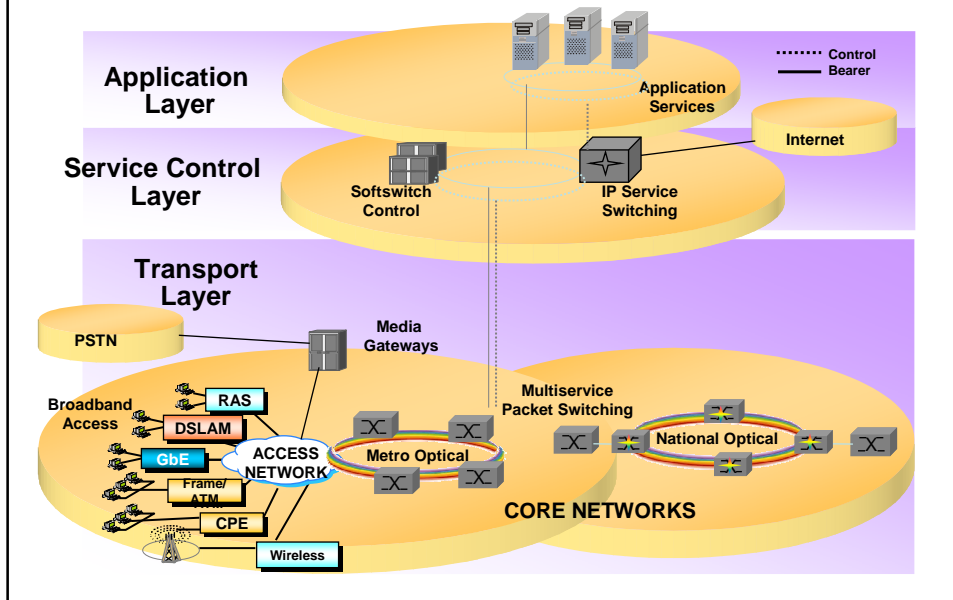 Application
Layer
Control
Bearer
Application
Services
Internet
Service Control
Layer
Softswitch
Control
IP Service
Switching
Transport
Layer
PSTN
Media
Gateways
Broadband
Access
RAS
DSLAM
GbE
Frame/
ATM
CPE
Wireless
ACCESS
NETWORK
Metro Optical
Multiservice
Packet Switching
National Optical
CORE NETWORKS